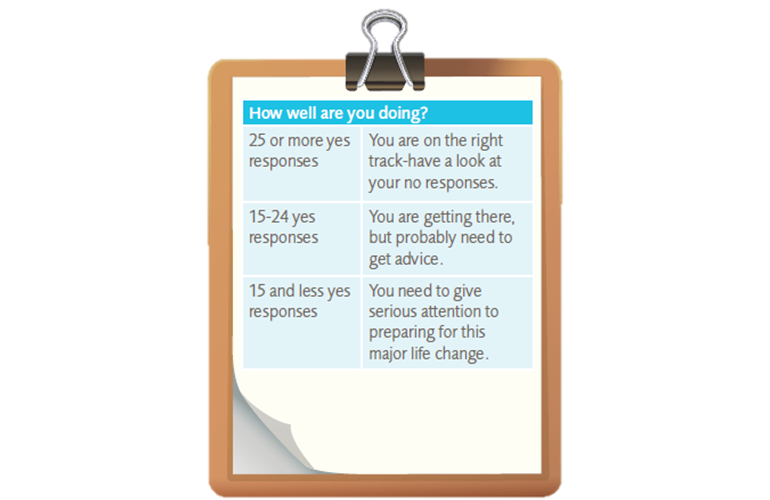 How well are you doing?
25 or more yes
responses
You are on the right
track-have a look at
your no responses.
15-24 yes
responses
You are getting there,
but probably need to
get advice.
15 and less yes
responses
You need to give
serious attention to
preparing for this
major life change.